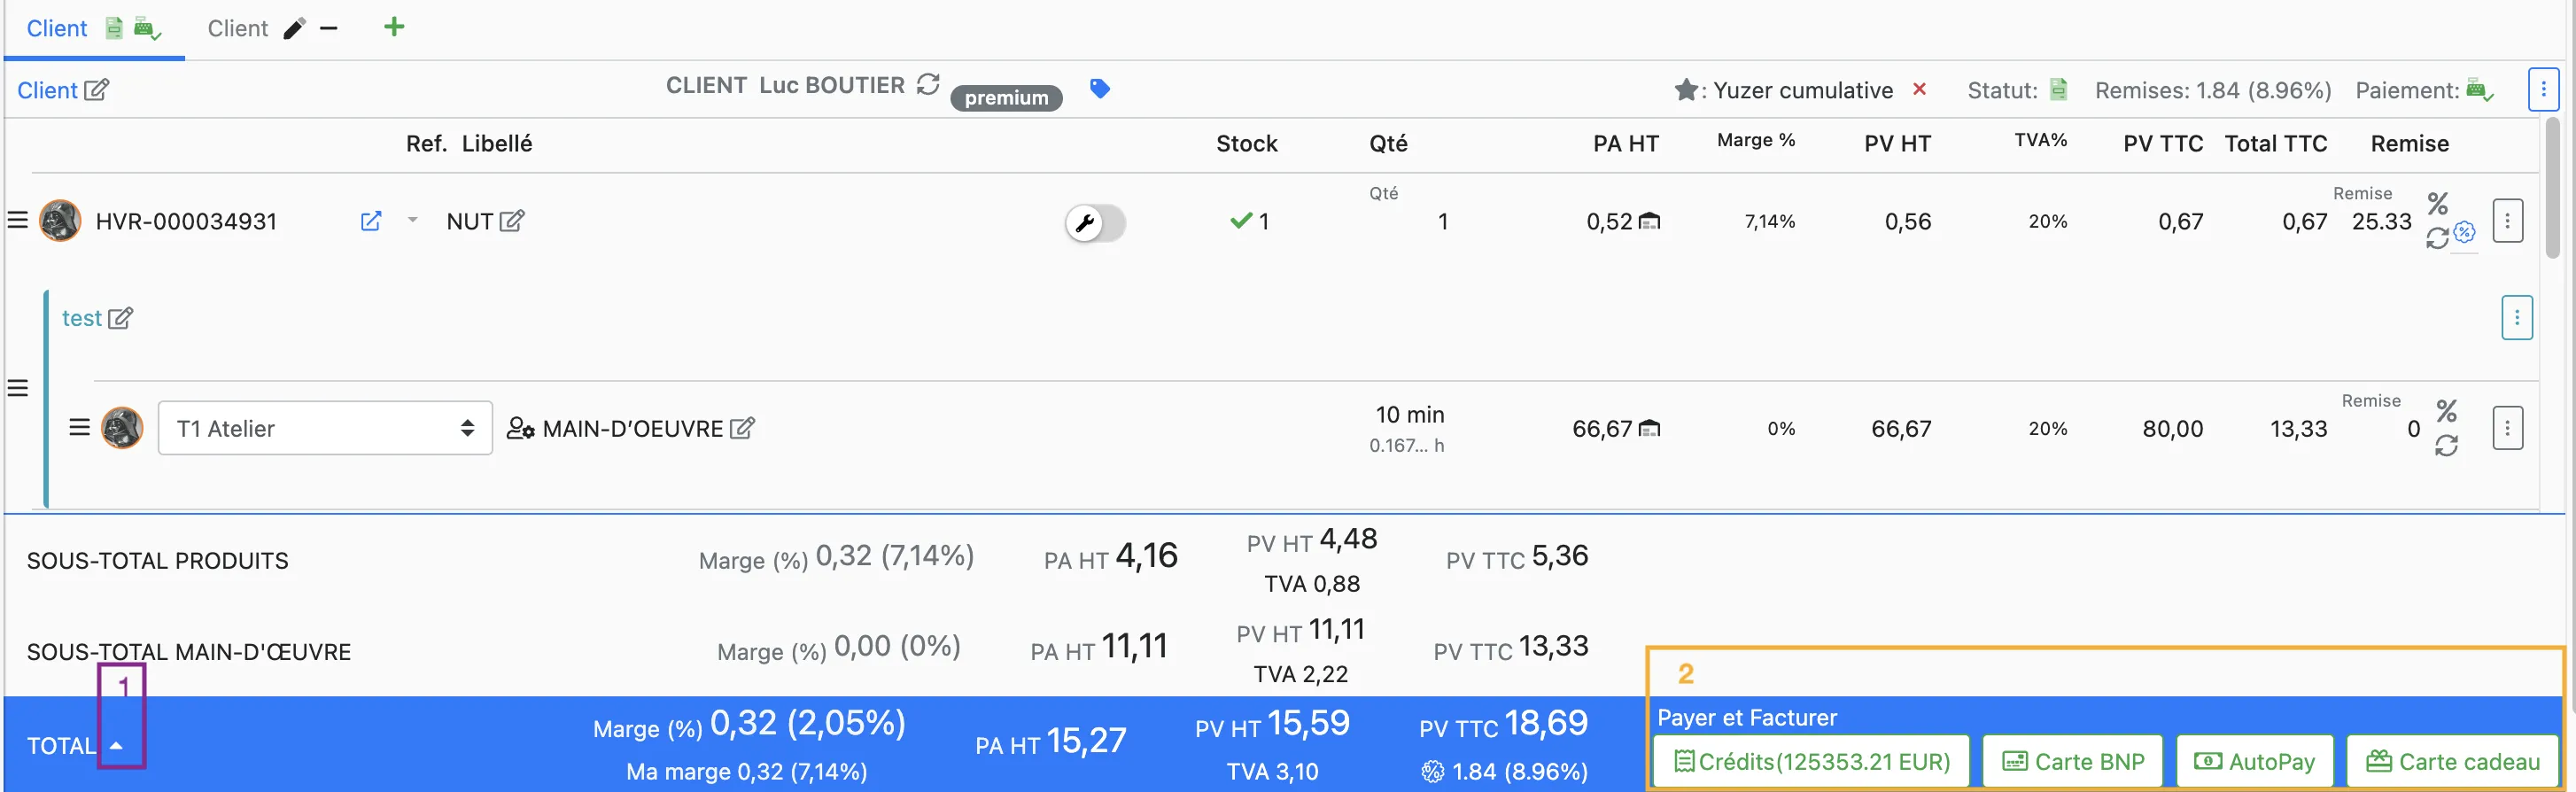 Client Client
Client CLIENT Luc BOUTIER premium : Yuzer cumulative Statut: Remises: 1.84 (8.96%) Paiement:
Ref. Libellé Stock Qté PA HT Marge % PV HT TVA% PV TTC Total TTC Remise
Qté Remise
HVR-000034931 NUT 1 1 0,52 7,14% 0,56 20% 0,67 0,67 25.33 %
test
Remise
T1 Atelier MAIN-D'OEUVRE 10 min 66,67 0% 66,67 20% 80,00 13,33 0 %
0.167... h
SOUS-TOTAL PRODUITS Marge (%) 0,32 (7,14%) PA HT 4,16 PV HT 4,48 PV TTC 5,36
TVA 0,88
SOUS-TOTAL MAIN-D'ŒUVRE Marge (%) 0,00 (0%) PA HT 11,11 PV HT 11,11 PV TTC 13,33
TVA 2,22
1 2
TOTAL Marge (%) 0,32 (2,05%) PA HT 15,27 PV HT 15,59 PV TTC 18,69 Payer et Facturer
Ma marge 0,32 (7,14%) TVA 3,10 1.84 (8.96%) Crédits(125353.21 EUR) Carte BNP AutoPay Carte cadeau